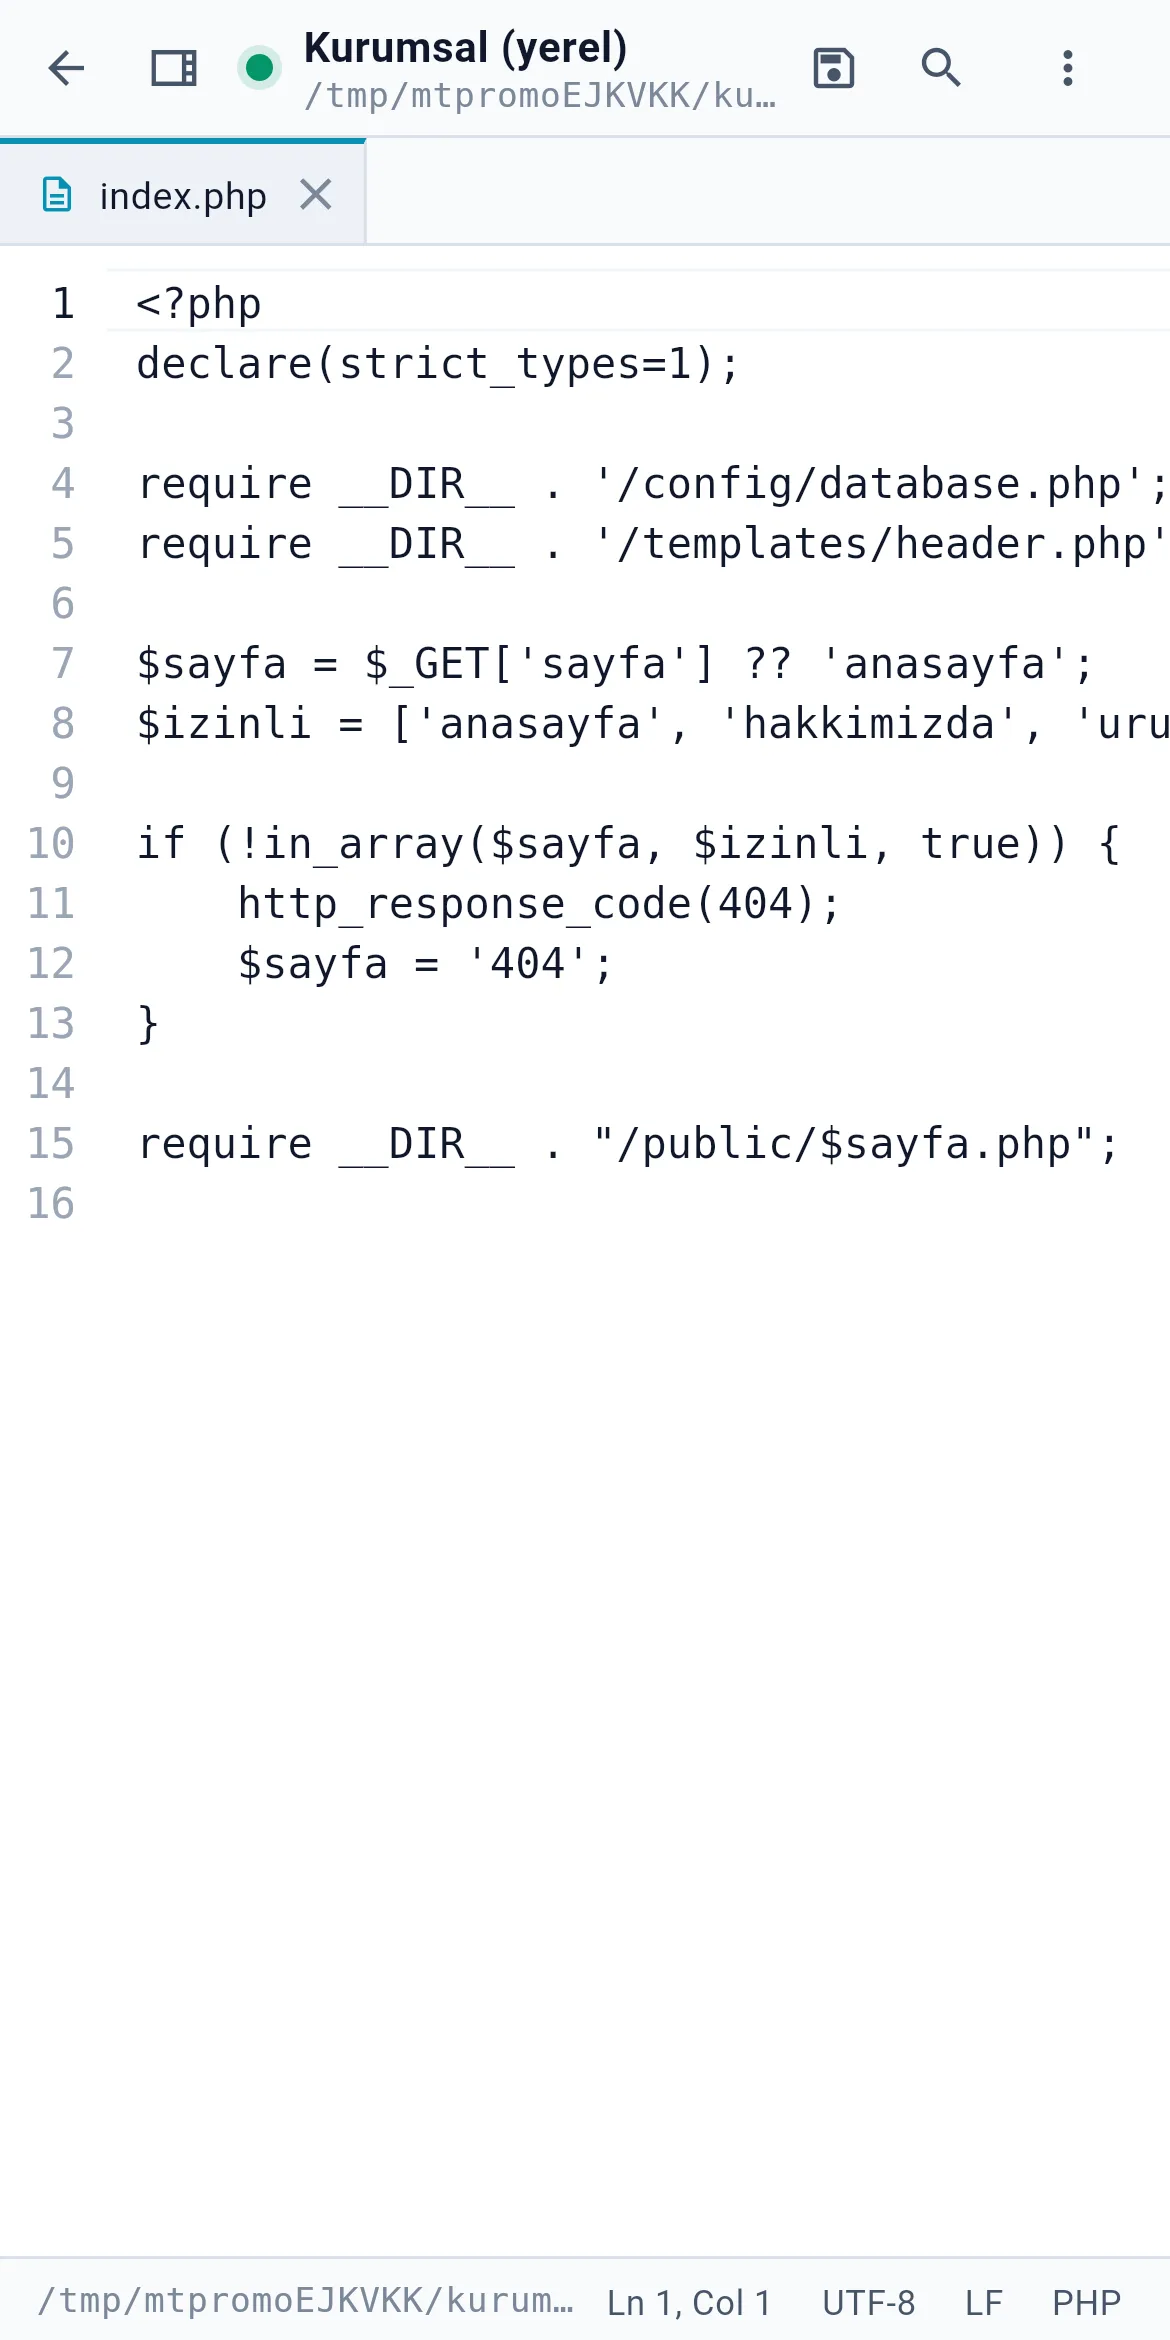 Kurumsal (yerel)
/tmp/mtpromoEJKVKK/ku…
index.php
1 <?php
2 declare(strict_types=1);
3
4 require __DIR__ . '/config/database.php';
5 require __DIR__ . '/templates/header.php'
6
7 $sayfa = $_GET['sayfa'] ?? 'anasayfa';
8 $izinli = ['anasayfa', 'hakkimizda', 'uru
9
10 if (!in_array($sayfa, $izinli, true)) {
11     http_response_code(404);
12     $sayfa = '404';
13 }
14
15 require __DIR__ . "/public/$sayfa.php";
16
/tmp/mtpromoEJKVKK/kurum… Ln 1, Col 1 UTF-8 LF PHP